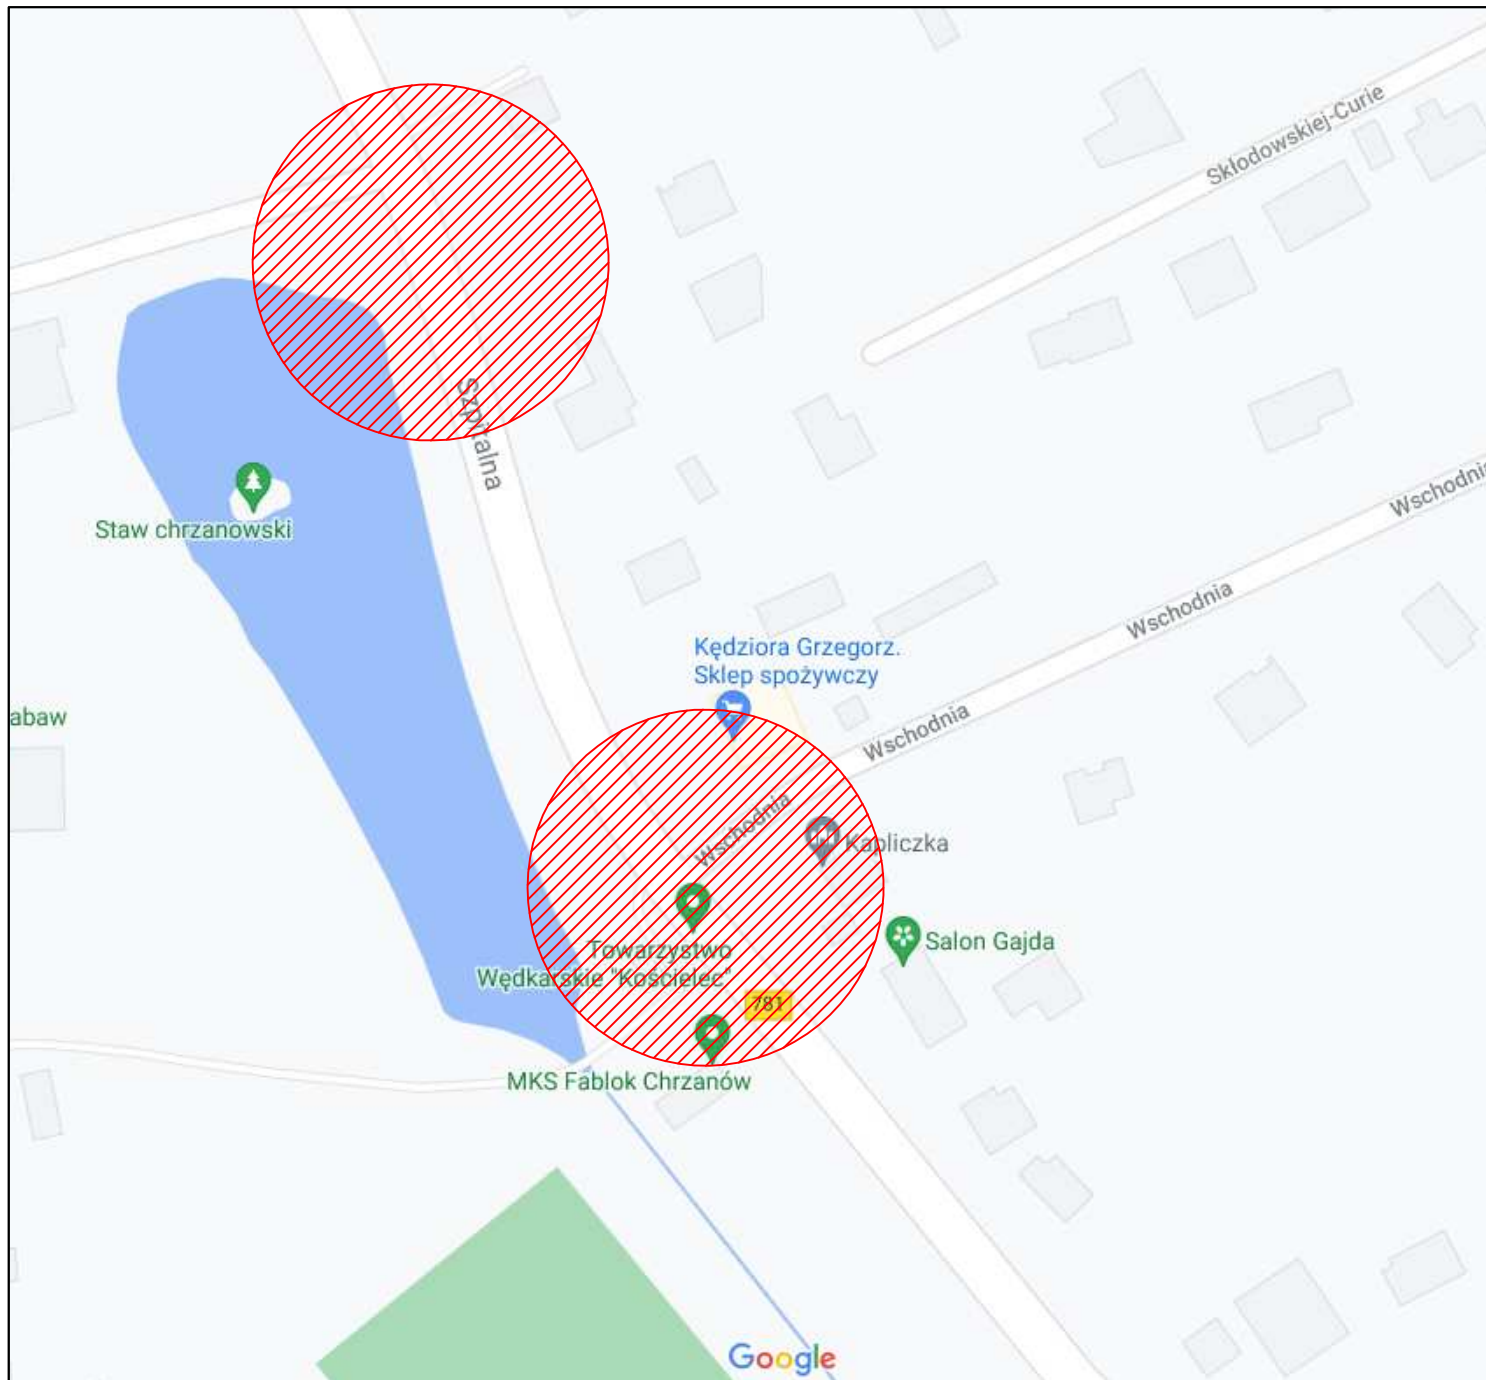 Skłodowskiej-Curie
Szpitalna
Wschodnia
Staw chrzanowski
Wschodnia
Kędziora Grzegorz.
Sklep spożywczy
abaw
Wschodnia
Wschodnia
Kapliczka
Salon Gajda
Towarzystwo
Wędkarskie "Kościelec"
781
MKS Fablok Chrzanów
Google